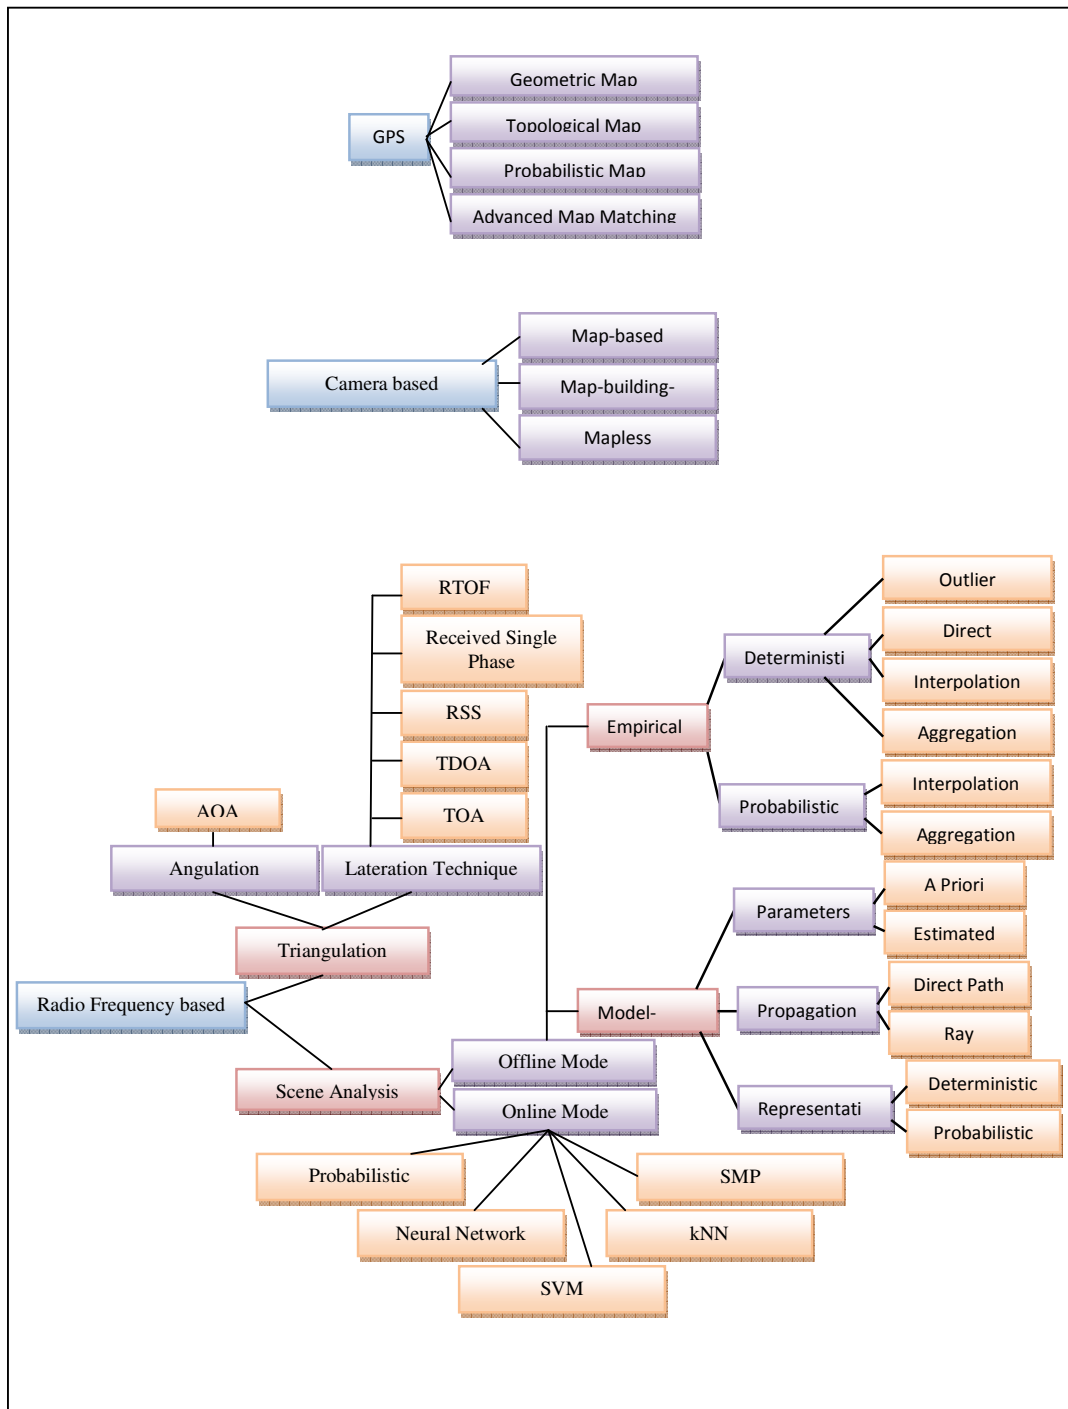 GPS
Geometric Map
Topological Map
Probabilistic Map
Advanced Map Matching
Camera based
Map-based
Map-building-
Mapless
RTOF
Received Single
Phase
RSS
TDOA
TOA
AOA
Angulation
Lateration Technique
Triangulation
Radio Frequency based
Scene Analysis
Offline Mode
Online Mode
Probabilistic
Neural Network
SVM
kNN
SMP
Empirical
Deterministi
Outlier
Direct
Interpolation
Aggregation
Probabilistic
Interpolation
Aggregation
Model-
Parameters
A Priori
Estimated
Propagation
Direct Path
Ray
Representati
Deterministic
Probabilistic